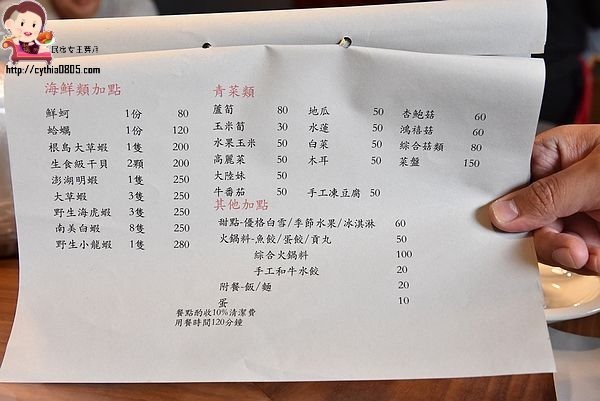 民宿女王芽月
http://cythia0805.com
海鮮類加點
鮮蚵 1份 80
蛤蠣 1份 120
根島大草蝦 1隻 200
生食級干貝 2顆 200
澎湖明蝦 1隻 250
大草蝦 3隻 250
野生海虎蝦 3隻 250
南美白蝦 8隻 250
野生小龍蝦 1隻 280
青菜類
蘆筍 80 地瓜 50 杏鮑菇 60
玉米筍 30 水蓮 50 鴻禧菇 60
水果玉米 50 白菜 50 綜合菇類 80
高麗菜 50 木耳 50 菜盤 150
大陸妹 50
牛番茄 50 手工凍豆腐 50
其他加點
甜點-優格白雪/季節水果/冰淇淋 60
火鍋料-魚餃/蛋餃/貢丸 50
綜合火鍋料 100
手工和牛水餃 20
附餐-飯/麵 20
蛋 10
餐點酌收10%清潔費
用餐時間120分鐘